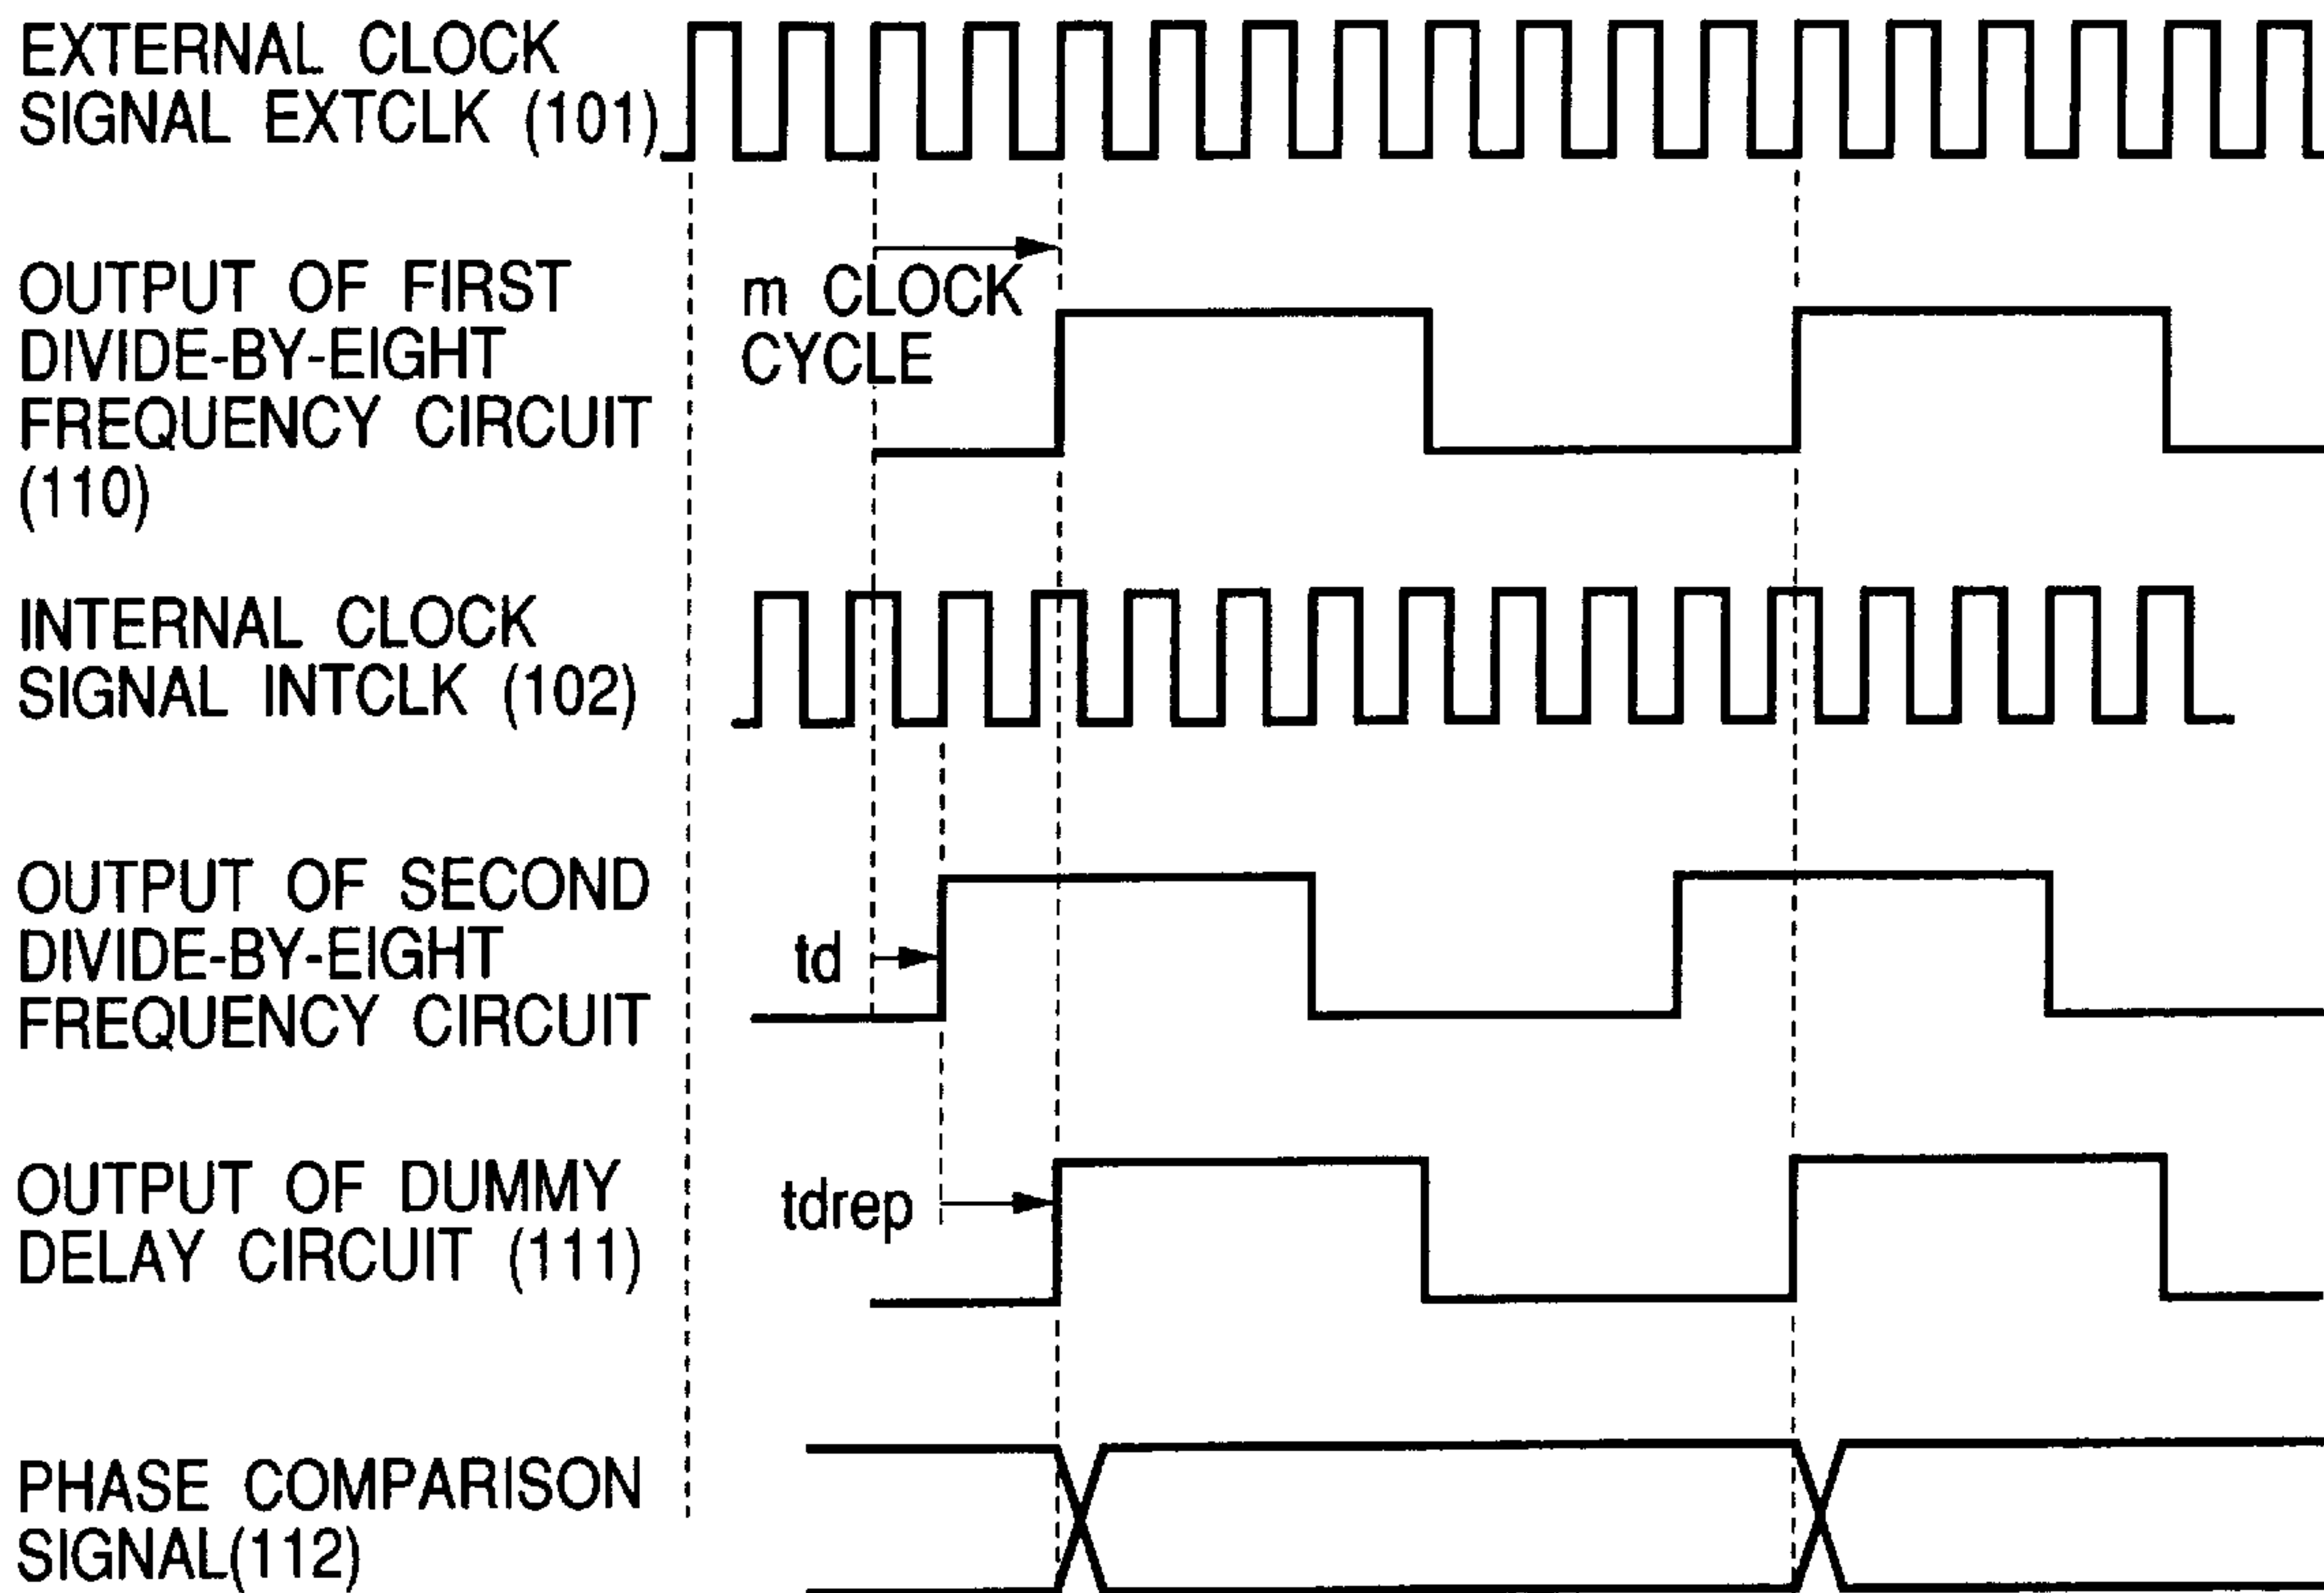 EXTERNAL CLOCK
SIGNAL EXTCLK (101)
OUTPUT OF FIRST
DIVIDE-BY-EIGHT
FREQUENCY CIRCUIT
(110)
m CLOCK
CYCLE
INTERNAL CLOCK
SIGNAL INTCLK (102)
OUTPUT OF SECOND
DIVIDE-BY-EIGHT
FREQUENCY CIRCUIT
td
OUTPUT OF DUMMY
DELAY CIRCUIT (111)
tdrep
PHASE COMPARISON
SIGNAL(112)